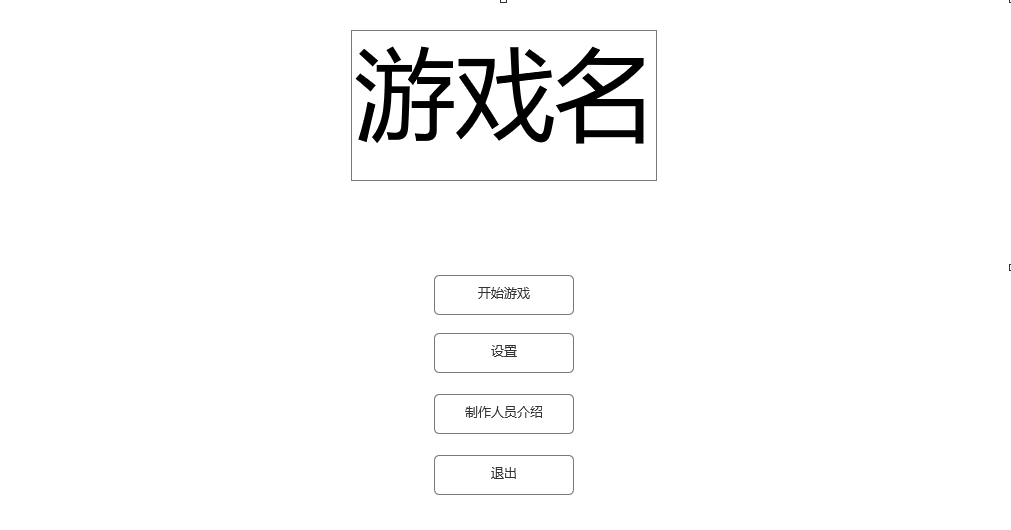 游戏名
开始游戏
设置
制作人员介绍
退出